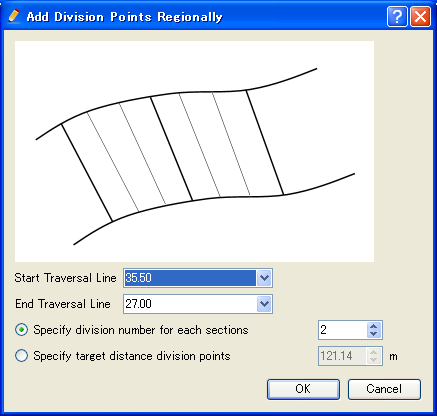 Add Division Points Regionally
Start Traversal Line 35.50
End Traversal Line 27.00
Specify division number for each sections 2
Specify target distance division points 121.14 m
OK Cancel